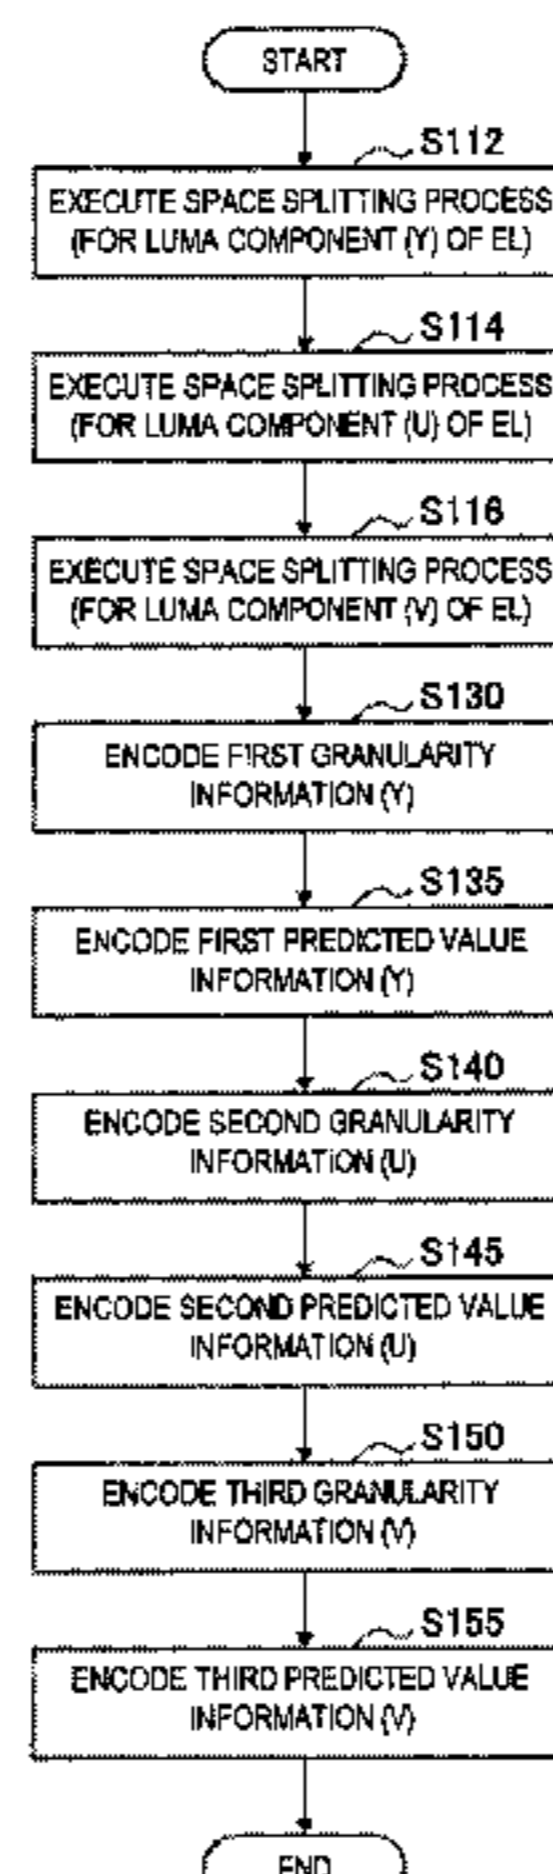 START
S112
EXECUTE SPACE SPLITTING PROCESS
(FOR LUMA COMPONENT (Y) OF EL)
S114
EXECUTE SPACE SPLITTING PROCESS
(FOR LUMA COMPONENT (U) OF EL)
S116
EXECUTE SPACE SPLITTING PROCESS
(FOR LUMA COMPONENT (V) OF EL)
S130
ENCODE FIRST GRANULARITY
INFORMATION (Y)
S135
ENCODE FIRST PREDICTED VALUE
INFORMATION (Y)
S140
ENCODE SECOND GRANULARITY
INFORMATION (U)
S145
ENCODE SECOND PREDICTED VALUE
INFORMATION (U)
S150
ENCODE THIRD GRANULARITY
INFORMATION (V)
S155
ENCODE THIRD PREDICTED VALUE
INFORMATION (V)
END